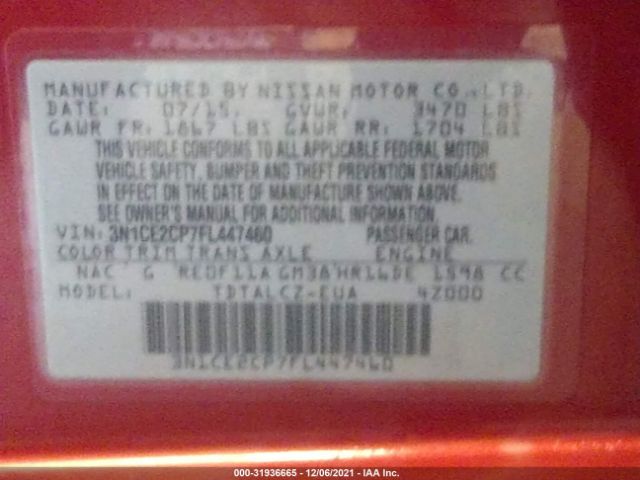 MANUFACTURED BY NISSAN MOTOR CO., LTD.
DATE: 07/15. GVWR: 3470 LBS
GAWR FR: 1867 LBS GAWR RR: 1704 LBS
THIS VEHICLE CONFORMS TO ALL APPLICABLE FEDERAL MOTOR
VEHICLE SAFETY, BUMPER AND THEFT PREVENTION STANDARDS
IN EFFECT ON THE DATE OF MANUFACTURE SHOWN ABOVE.
SEE OWNER'S MANUAL FOR ADDITIONAL INFORMATION.
VIN: 3N1CE2CP7FL447460 PASSENGER CAR.
COLOR TRIM TRANS AXLE ENGINE
NAC G RE0F11A GM38 HR16DE 1598 CC
MODEL: TDTALCZ-EUA 4Z000
3N1CE2CP7FL447460
000-31936665 • 12/06/2021 - IAA Inc.